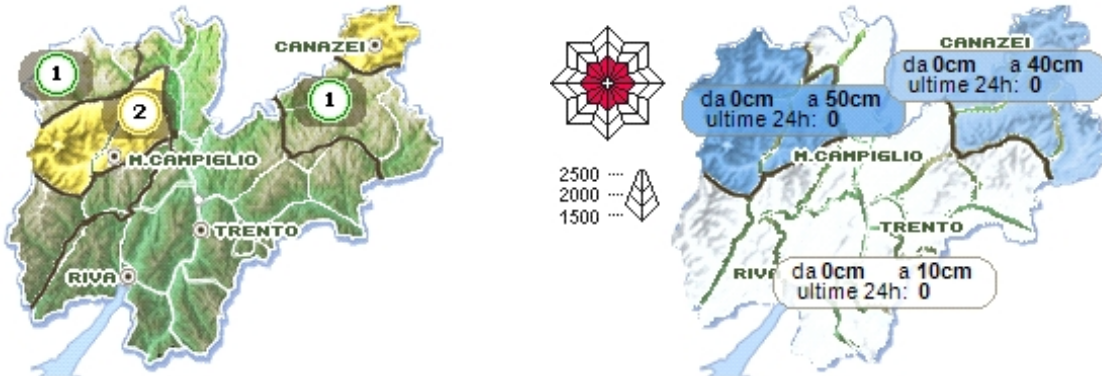 CANAZEI
1
2
1
M.CAMPIGLIO
TRENTO
RIVA
2500
2000
1500
CANAZEI
da 0cm a 40cm
ultime 24h: 0
da 0cm a 50cm
ultime 24h: 0
M.CAMPIGLIO
TRENTO
RIVA
da 0cm a 10cm
ultime 24h: 0